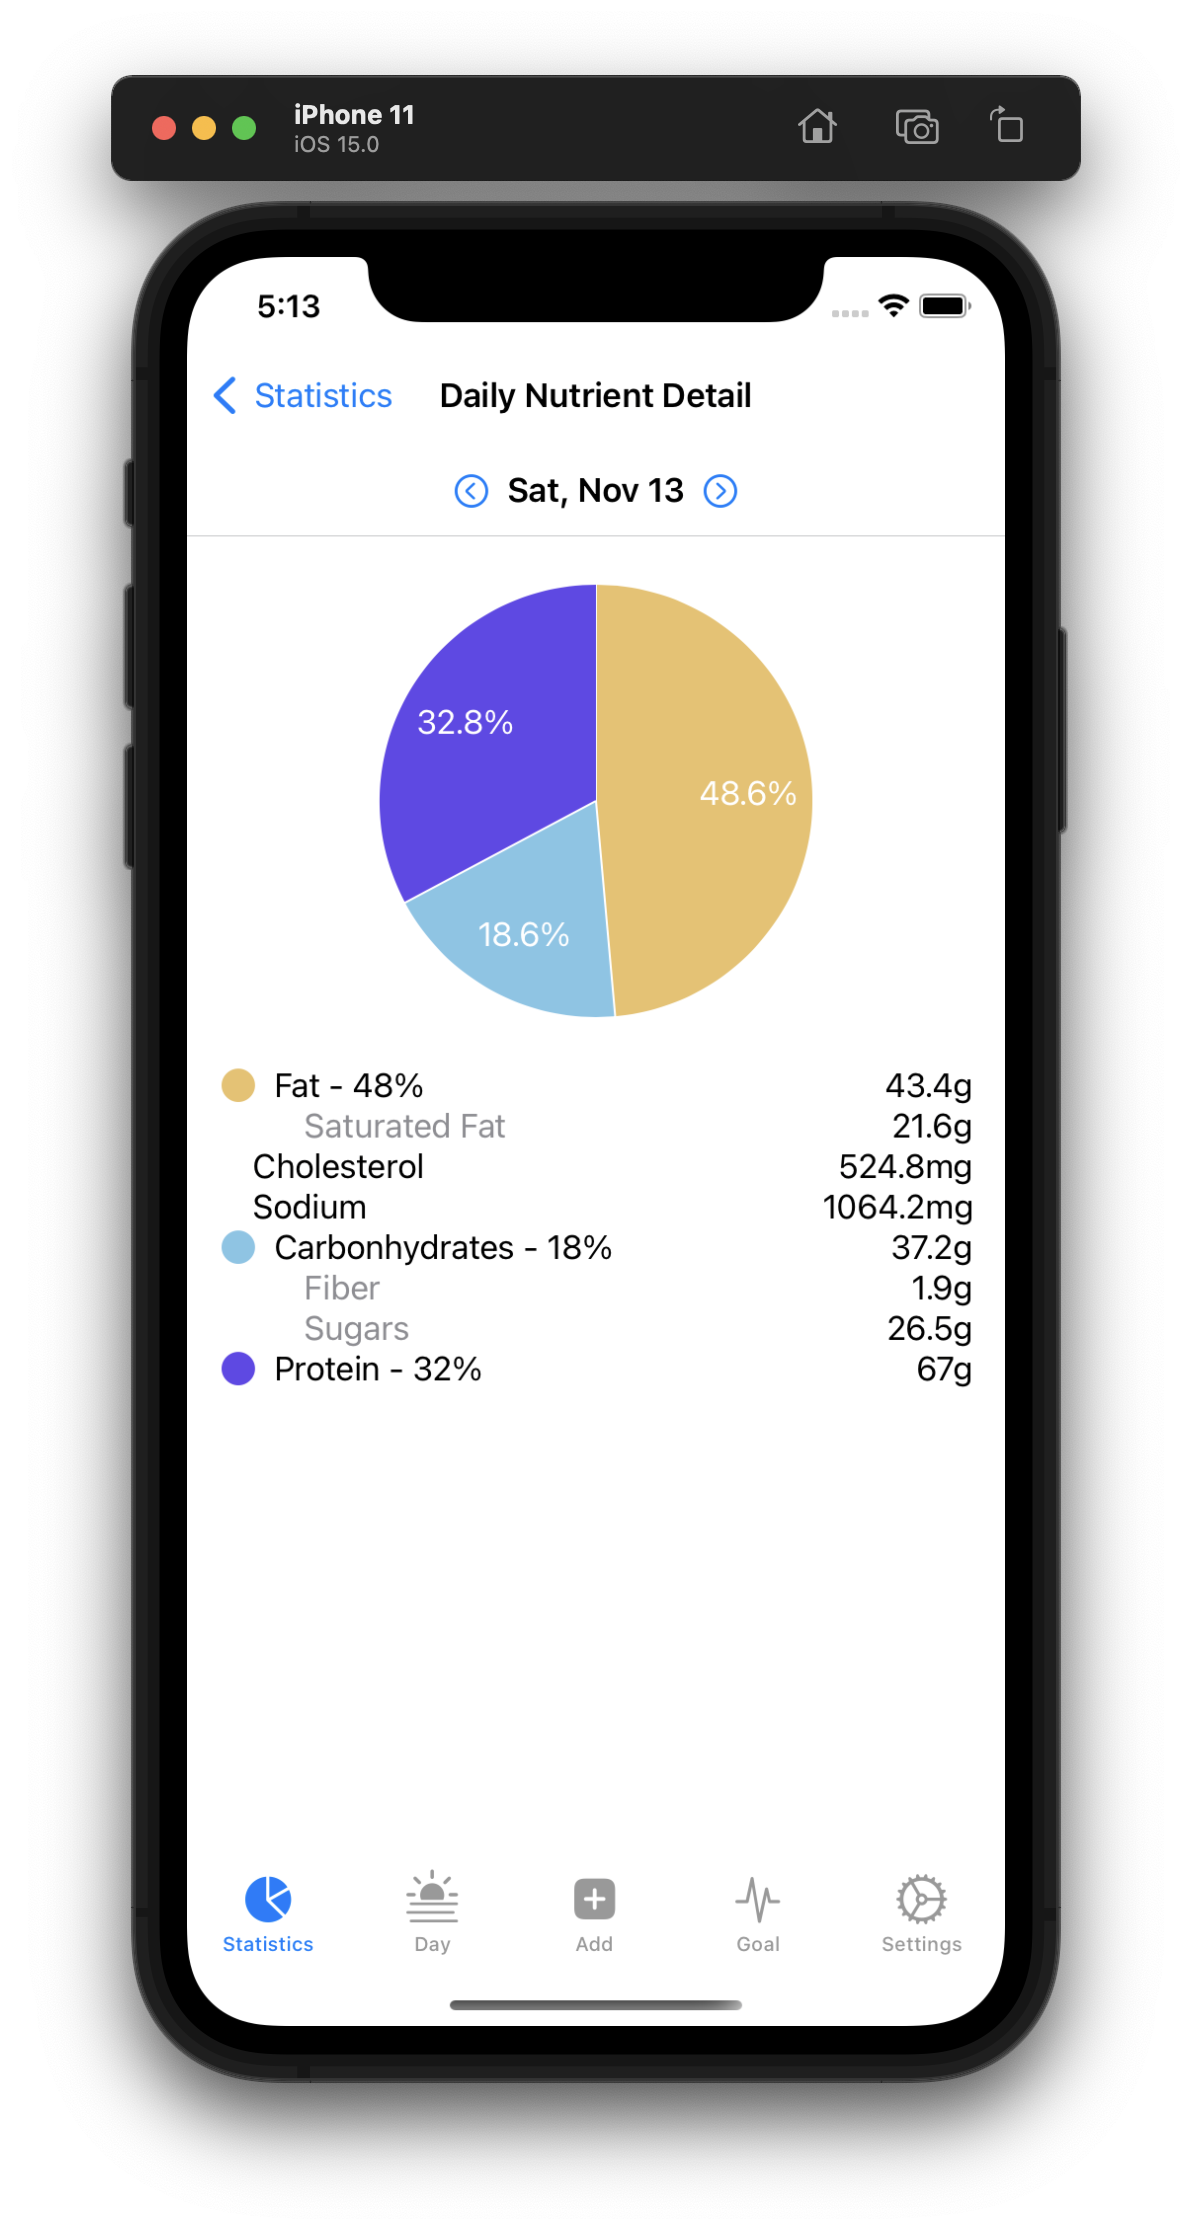 iPhone 11
iOS 15.0
5:13
Statistics Daily Nutrient Detail
Sat, Nov 13
32.8%
48.6%
18.6%
Fat - 48% 43.4g
Saturated Fat 21.6g
Cholesterol 524.8mg
Sodium 1064.2mg
Carbonhydrates - 18% 37.2g
Fiber 1.9g
Sugars 26.5g
Protein - 32% 67g
Statistics Day Add Goal Settings